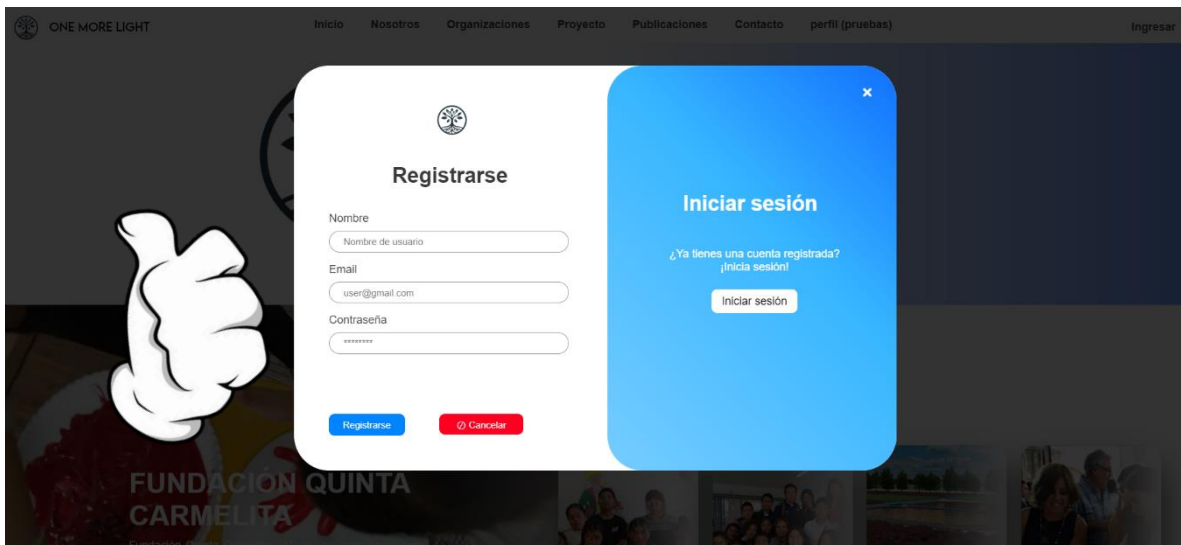 ONE MORE LIGHT
Inicio Nosotros Organizaciones Proyecto Publicaciones Contacto perfil (pruebas) Ingresar
Registrarse
Nombre
Nombre de usuario
Email
user@gmail.com
Contraseña
********
Registrarse
Cancelar
Iniciar sesión
¿Ya tienes una cuenta registrada?
¡Inicia sesión!
Iniciar sesión
FUNDACIÓN QUINTA
CARMELITA